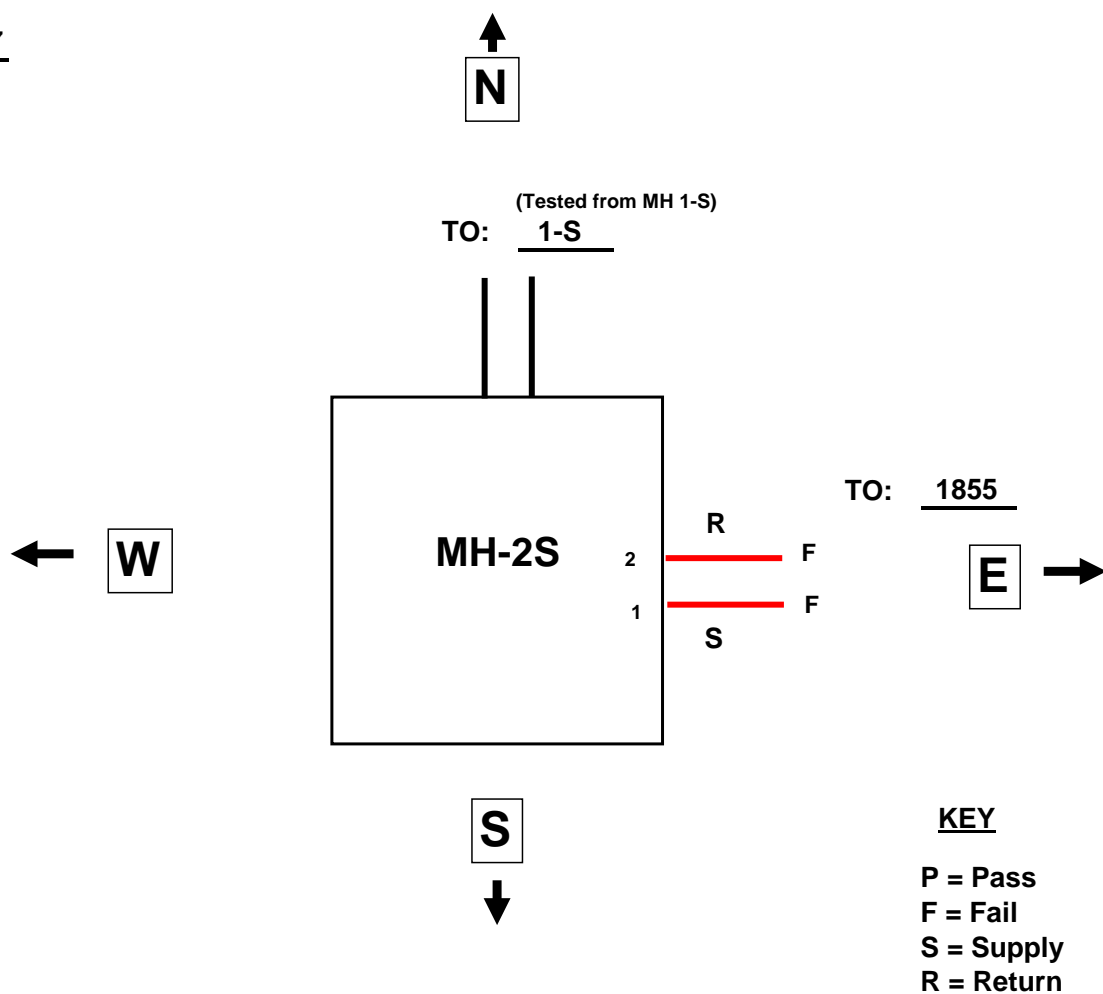 N
(Tested from MH 1-S)
TO: 1-S
TO: 1855
R
W
MH-2S
2
F
E
1
F
S
S
KEY
P = Pass
F = Fail
S = Supply
R = Return